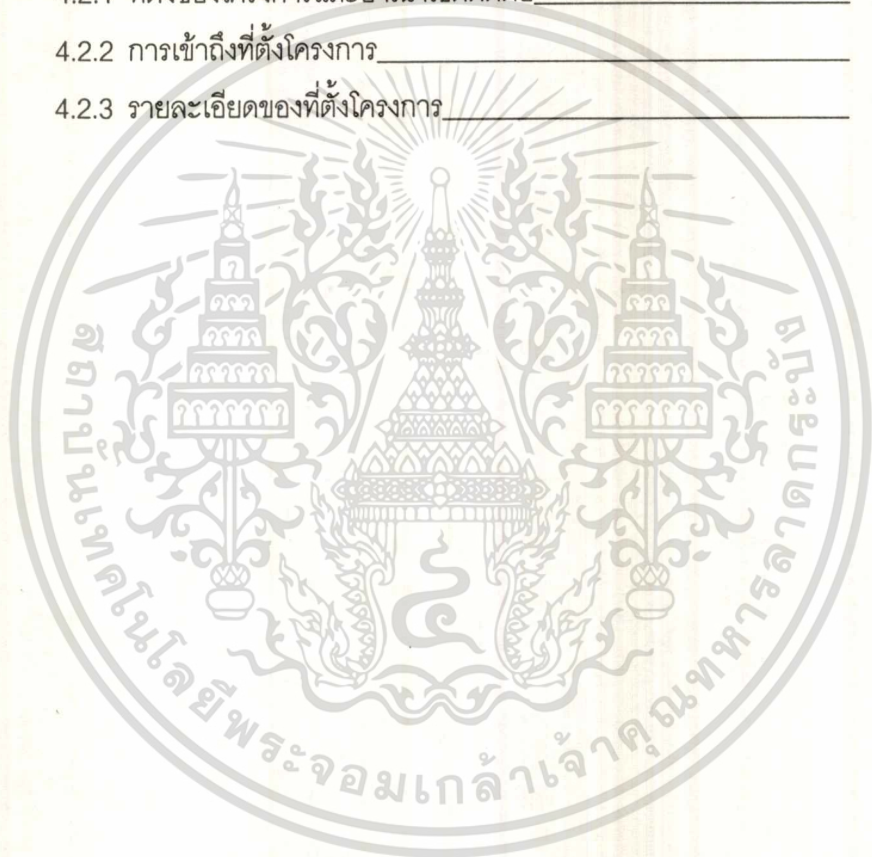 4.2.2 การเข้าถึงที่ตั้งโครงการ
4.2.3 รายละเอียดของที่ตั้งโครงการ
๔
สถาบันเทคโนโลยีพระจอมเกล้าเจ้าคุณทหารลาดกระบัง